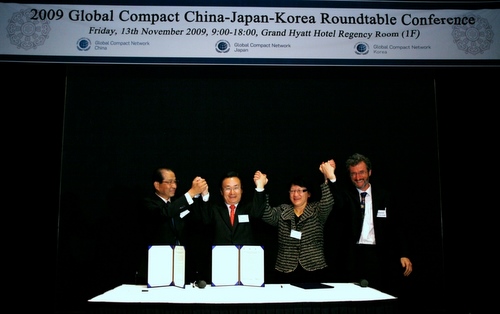 2009 Global Compact China-Japan-Korea Roundtable Conference
Friday, 13th November 2009, 9:00-18:00, Grand Hyatt Hotel Regency Room (1F)
Global Compact Network
China
Global Compact Network
Japan
Global Compact Network
Korea